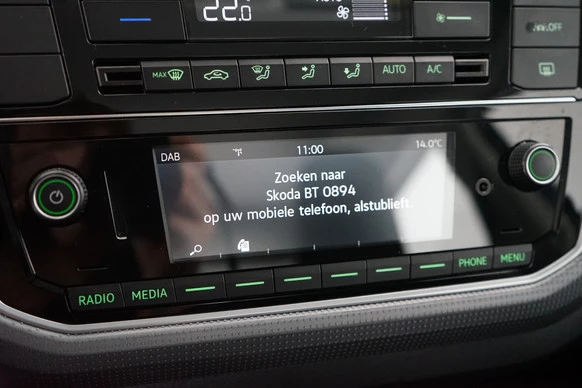 22.0
AUTO
OFF
MAX
AUTO
A/C
DAB 11:00 14.0°C
Zoeken naar
Skoda BT 0894
op uw mobiele telefoon, alstublieft.
RADIO MEDIA PHONE MENU